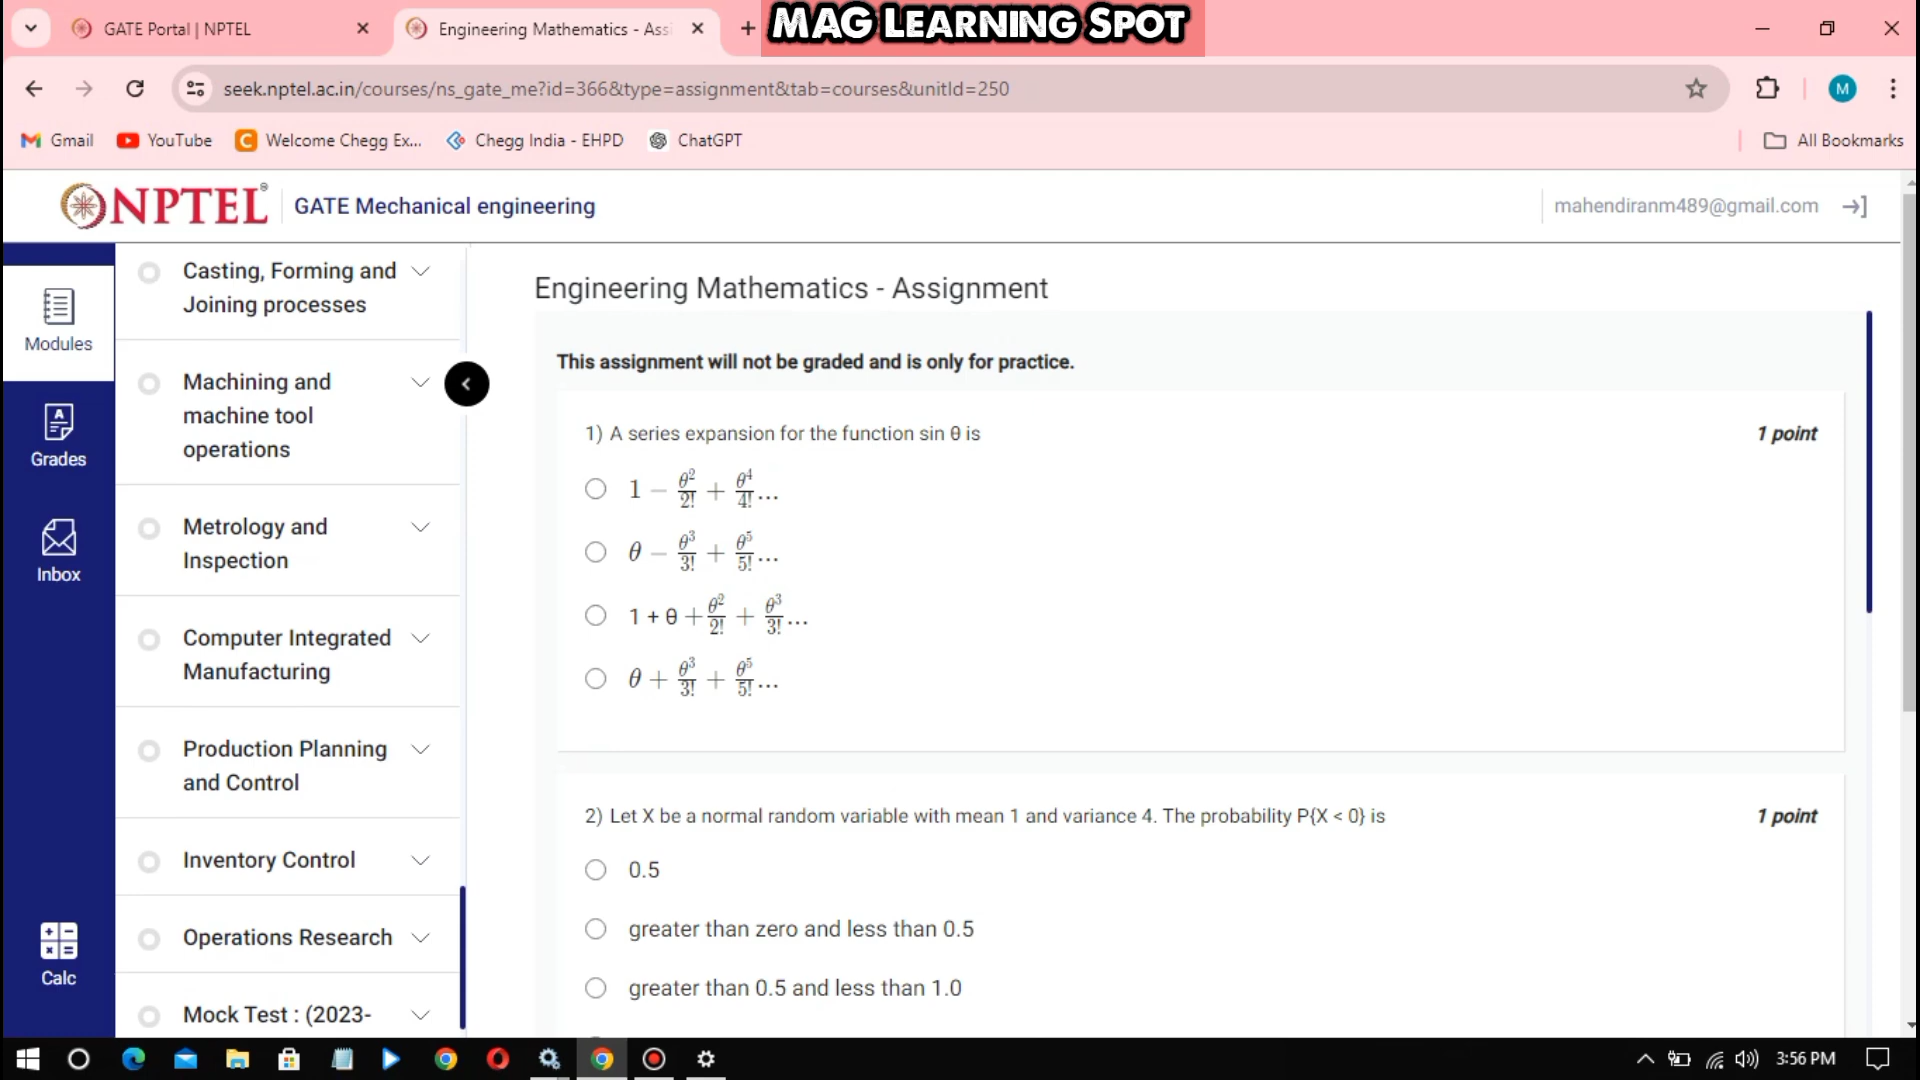 GATE Portal | NPTEL
Engineering Mathematics - Ass
MAG LEARNING SPOT
seek.nptel.ac.in/courses/ns_gate_me?id=366&type=assignment&tab=courses&unitId=250
M
Gmail
YouTube
Welcome Chegg Ex...
Chegg India - EHPD
ChatGPT
All Bookmarks
NPTEL
GATE Mechanical engineering
mahendiranm489@gmail.com
Modules
Grades
Inbox
Calc
Casting, Forming and
Joining processes
Machining and
machine tool
operations
Metrology and
Inspection
Computer Integrated
Manufacturing
Production Planning
and Control
Inventory Control
Operations Research
Mock Test : (2023-
Engineering Mathematics - Assignment
This assignment will not be graded and is only for practice.
1) A series expansion for the function sin θ is
1 point
1 − θ²/2! + θ⁴/4! ...
θ − θ³/3! + θ⁵/5! ...
1 + θ + θ²/2! + θ³/3! ...
θ + θ³/3! + θ⁵/5! ...
2) Let X be a normal random variable with mean 1 and variance 4. The probability P{X < 0} is
1 point
0.5
greater than zero and less than 0.5
greater than 0.5 and less than 1.0
3:56 PM